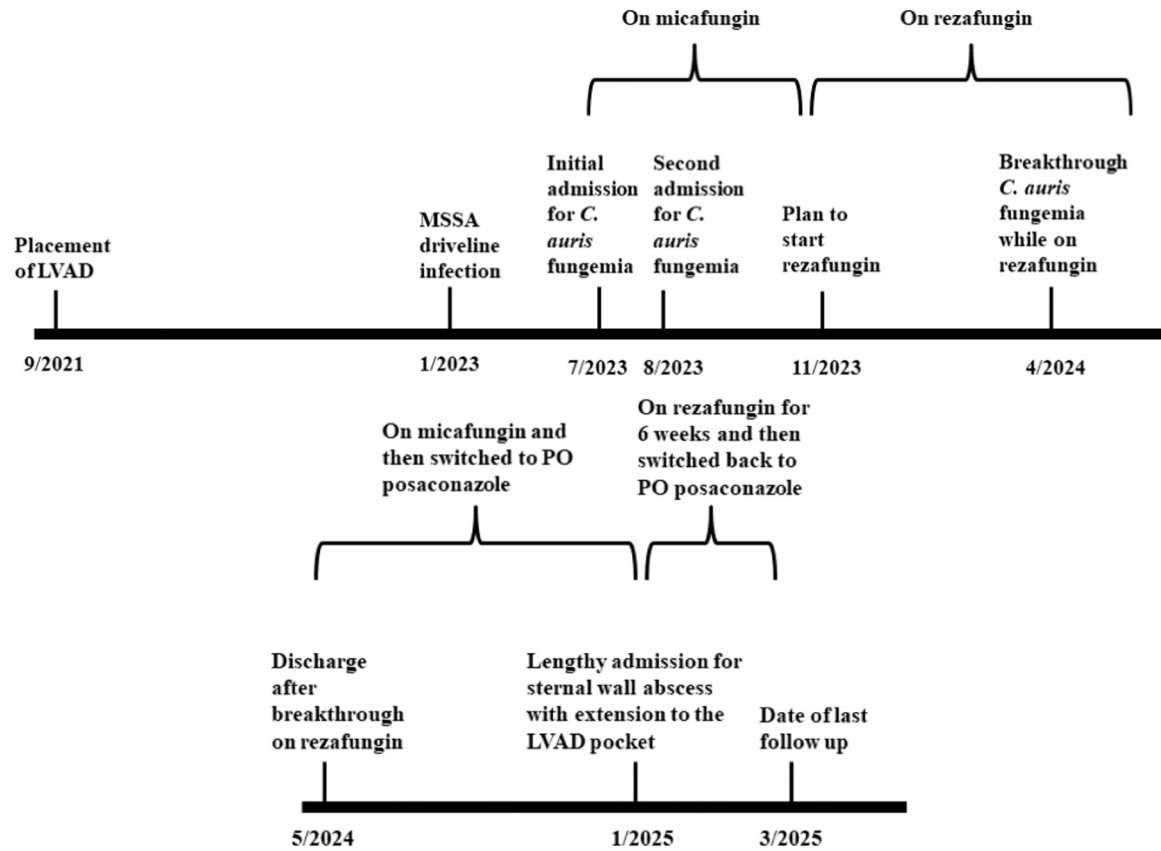 On micafungin
On rezafungin
Placement
of LVAD
MSSA
driveline
infection
Initial
admission
for C.
auris
fungemia
Second
admission
for C.
auris
fungemia
Plan to
start
rezafungin
Breakthrough
C. auris
fungemia
while on
rezafungin
9/2021
1/2023
7/2023
8/2023
11/2023
4/2024
On micafungin and
then switched to PO
posaconazole
On rezafungin for
6 weeks and then
switched back to
PO posaconazole
Discharge
after
breakthrough
on rezafungin
Lengthy admission for
sternal wall abscess
with extension to the
LVAD pocket
Date of last
follow up
5/2024
1/2025
3/2025